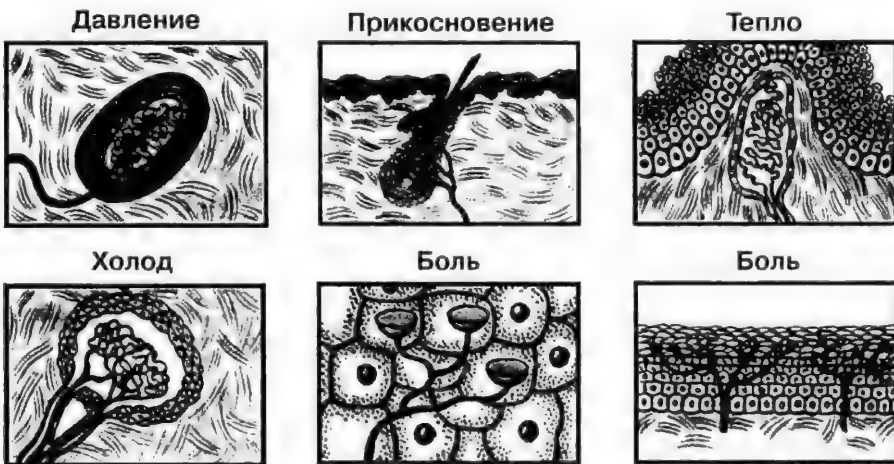 Давление
Прикосновение
Тепло
Холод
Боль
Боль